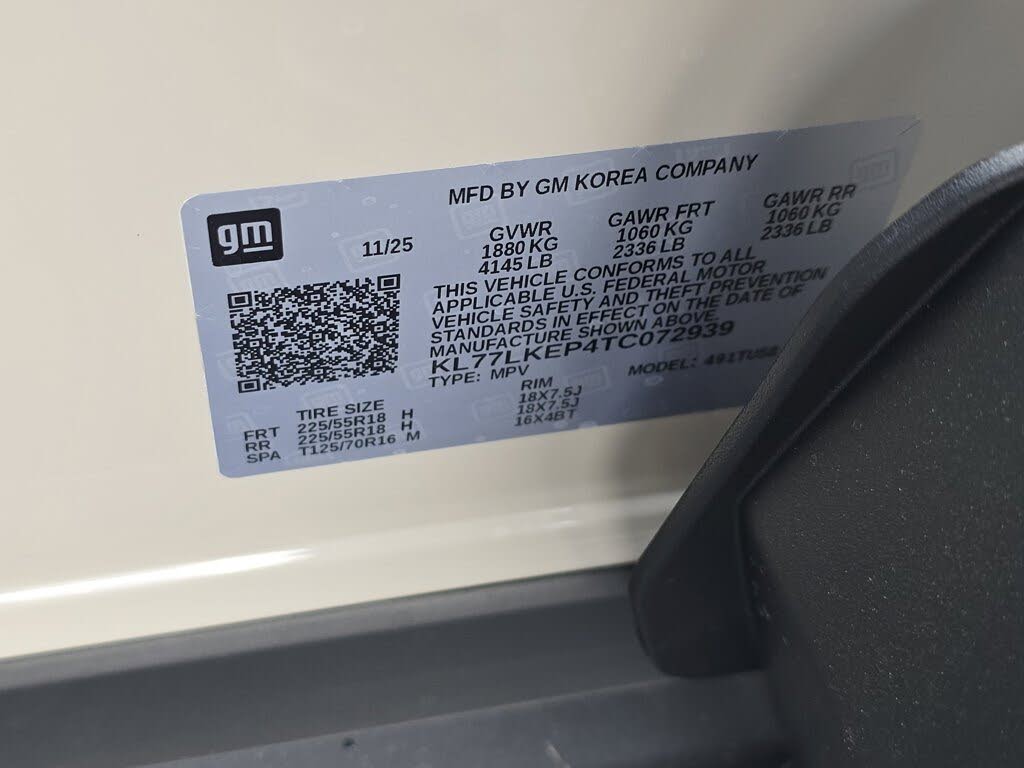 MFD BY GM KOREA COMPANY
gm
11/25
GVWR GAWR FRT GAWR RR
1880 KG 1060 KG 1060 KG
4145 LB 2336 LB 2336 LB
THIS VEHICLE CONFORMS TO ALL
APPLICABLE U.S. FEDERAL MOTOR
VEHICLE SAFETY AND THEFT PREVENTION
STANDARDS IN EFFECT ON THE DATE OF
MANUFACTURE SHOWN ABOVE.
KL77LKEP4TC072939
TYPE: MPV MODEL: 491TU58
TIRE SIZE RIM
FRT 225/55R18 H 18X7.5J
RR 225/55R18 H 18X7.5J
SPA T125/70R16 M 16X4BT